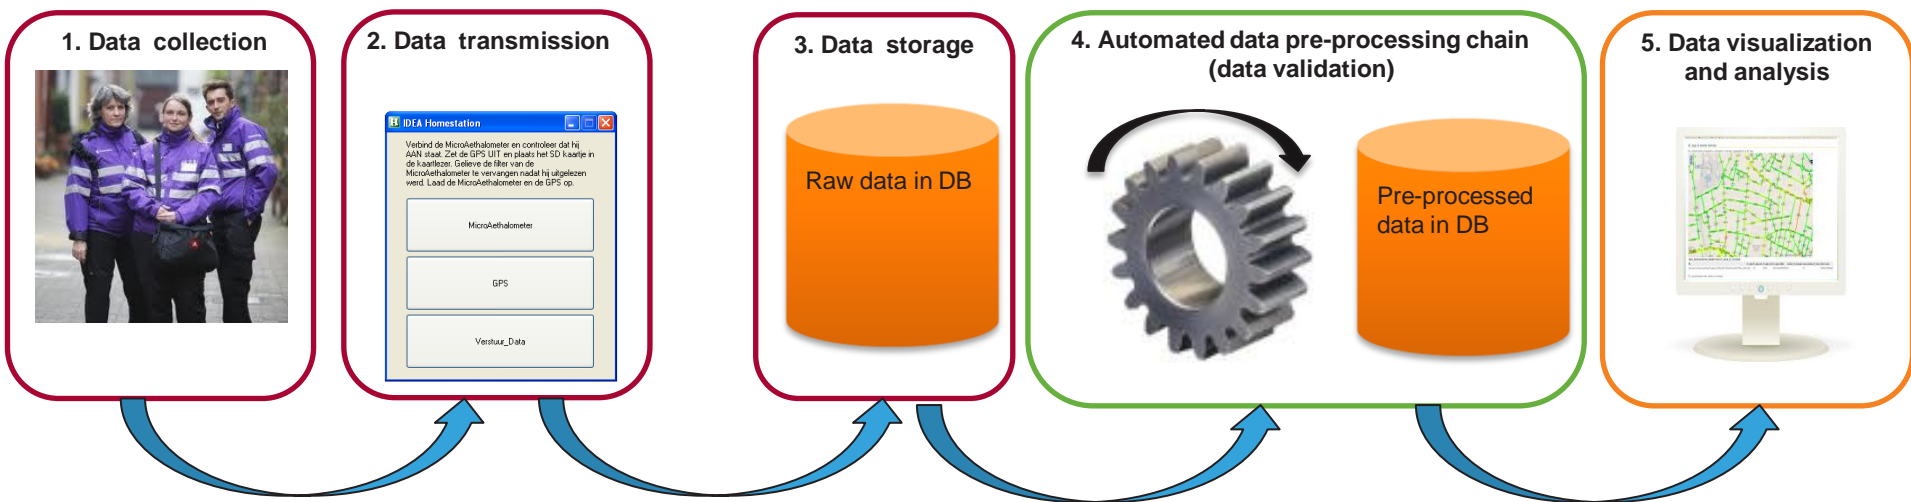 1. Data collection
2. Data transmission
IDEA Homestation
Verbind de MicroAethalometer en controleer dat hij
AAN staat. Zet de GPS UIT en plaats het SD kaartje in
de kaartlezer. Gelieve de filter van de
MicroAethalometer te vervangen nadat hij uitgelezen
werd. Laad de MicroAethalometer en de GPS op.
MicroAethalometer
GPS
Verstuur_Data
3. Data storage
Raw data in DB
4. Automated data pre-processing chain
(data validation)
Pre-processed
data in DB
5. Data visualization
and analysis